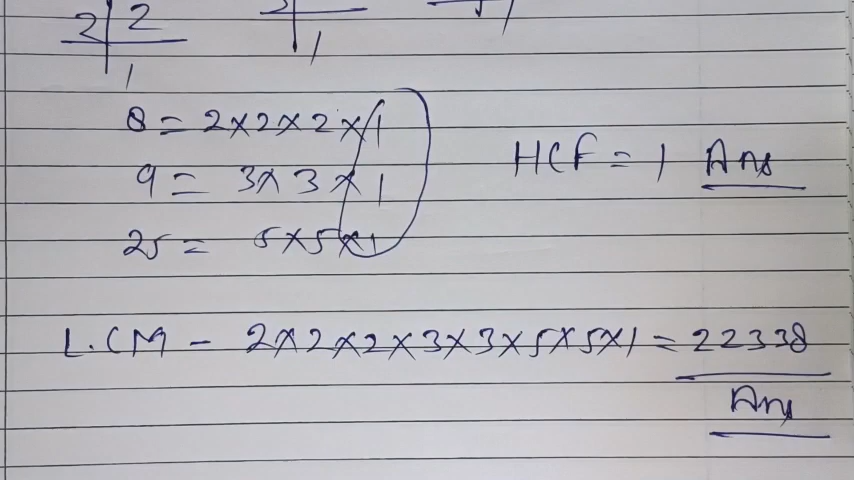 2 2
1
1
8 = 2×2×2×1
9 = 3×3×1
25 = 5×5×1
HCF = 1 Ans
L.CM - 2×2×2×3×3×5×5×1 = 22338
Ans